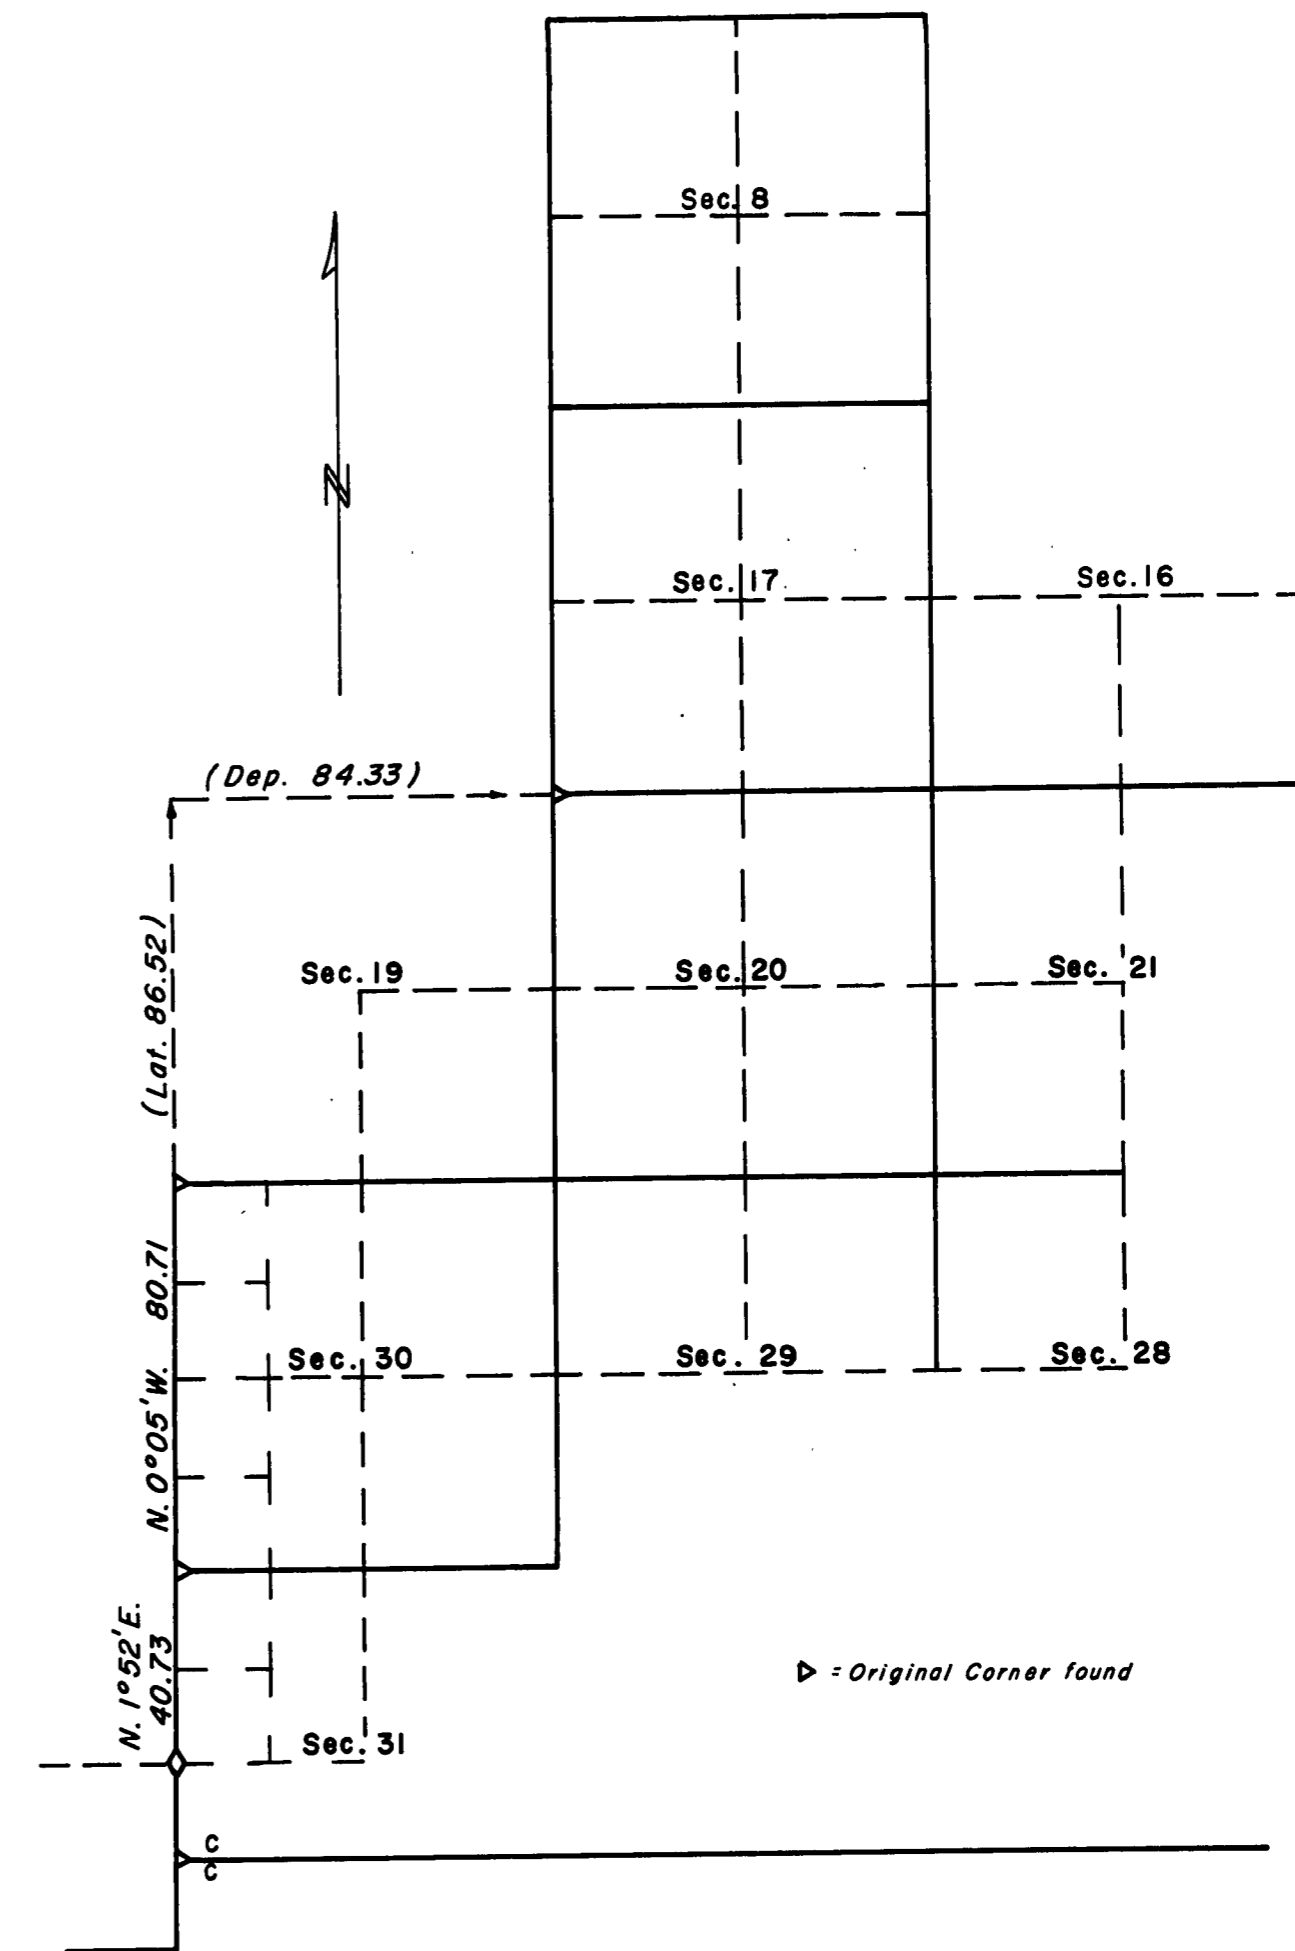 Sec. 8
N
Sec. 17
Sec. 16
(Dep. 84.33)
(Lat. 86.52)
Sec. 19
Sec. 20
Sec. 21
N. 0°05'W. 80.71
Sec. 30
Sec. 29
Sec. 28
N. 1°52'E.
40.73
= Original Corner found
Sec. 31
C
C